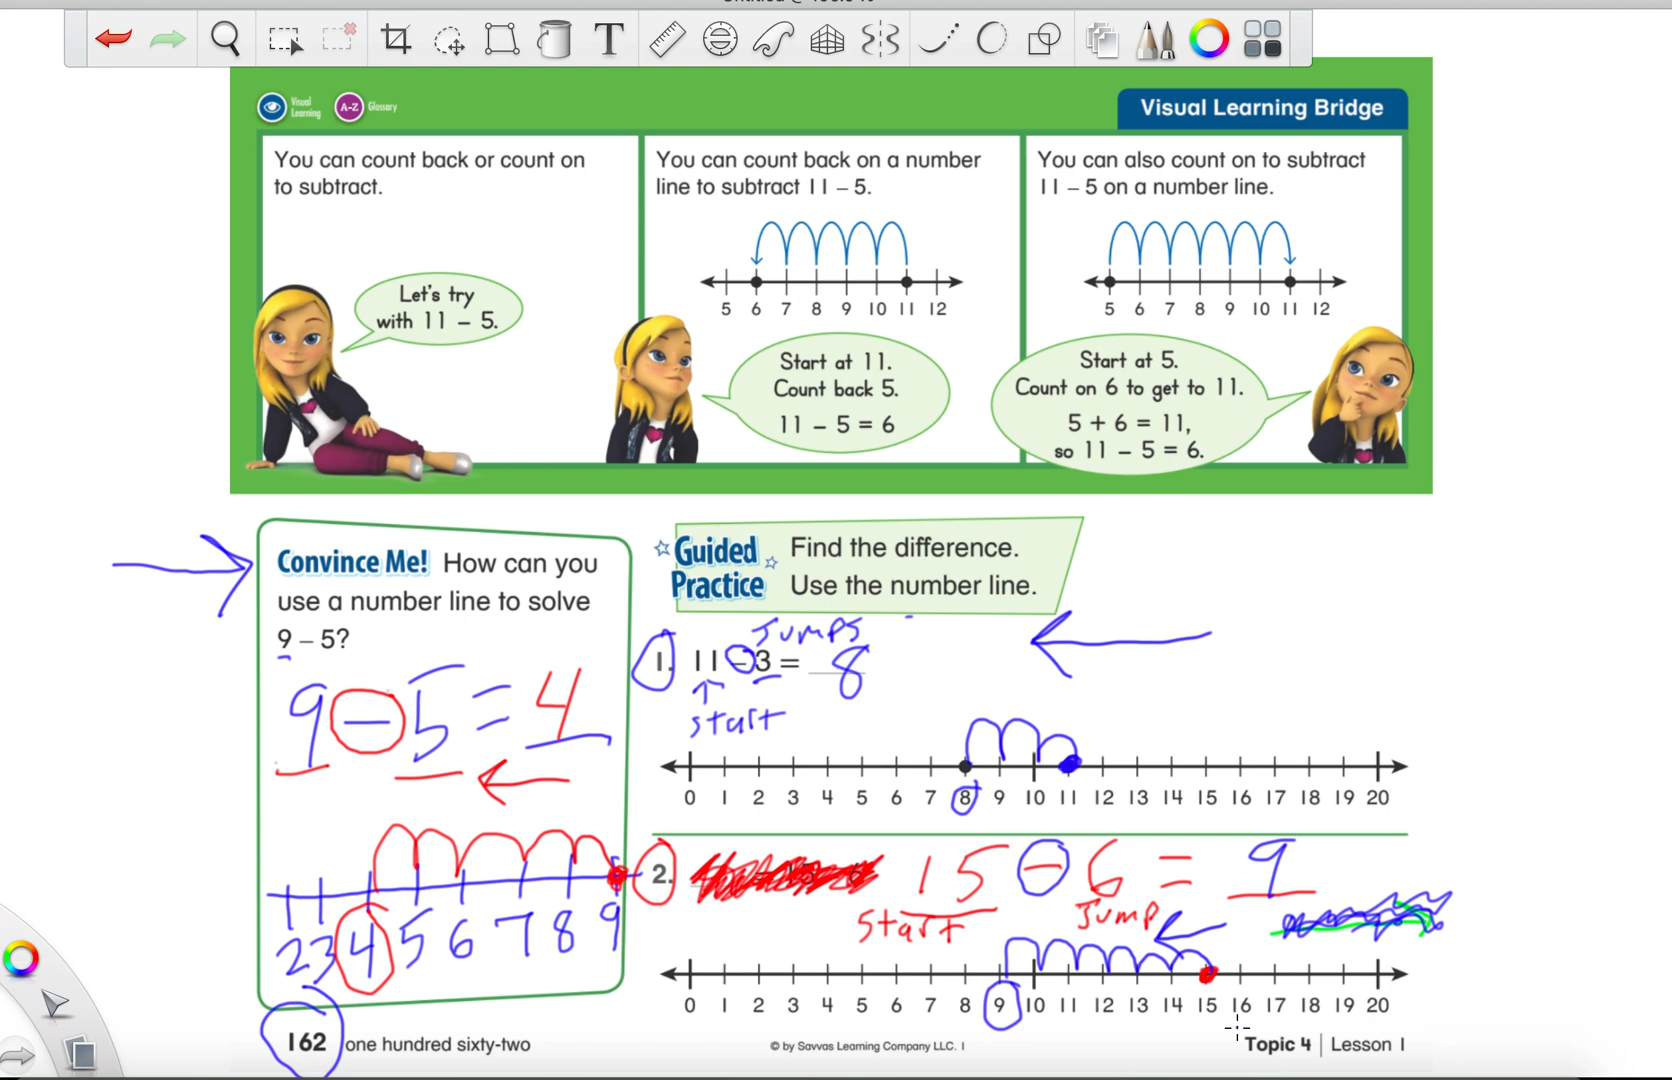 Visual Learning
A-Z Glossary
Visual Learning Bridge
You can count back or count on
to subtract.
Let's try
with 11 – 5.
You can count back on a number
line to subtract 11 – 5.
5 6 7 8 9 10 11 12
Start at 11.
Count back 5.
11 – 5 = 6
You can also count on to subtract
11 – 5 on a number line.
5 6 7 8 9 10 11 12
Start at 5.
Count on 6 to get to 11.
5 + 6 = 11,
so 11 – 5 = 6.
Convince Me! How can you
use a number line to solve
9 – 5?
9 – 5 = 4
2 3 4 5 6 7 8 9
Guided Practice
Find the difference.
Use the number line.
Jumps
1. 11 – 3 = 8
start
0 1 2 3 4 5 6 7 8 9 10 11 12 13 14 15 16 17 18 19 20
2. 15 – 6 = 9
Start Jump
0 1 2 3 4 5 6 7 8 9 10 11 12 13 14 15 16 17 18 19 20
162 one hundred sixty-two
© by Savvas Learning Company LLC. 1
Topic 4 | Lesson 1